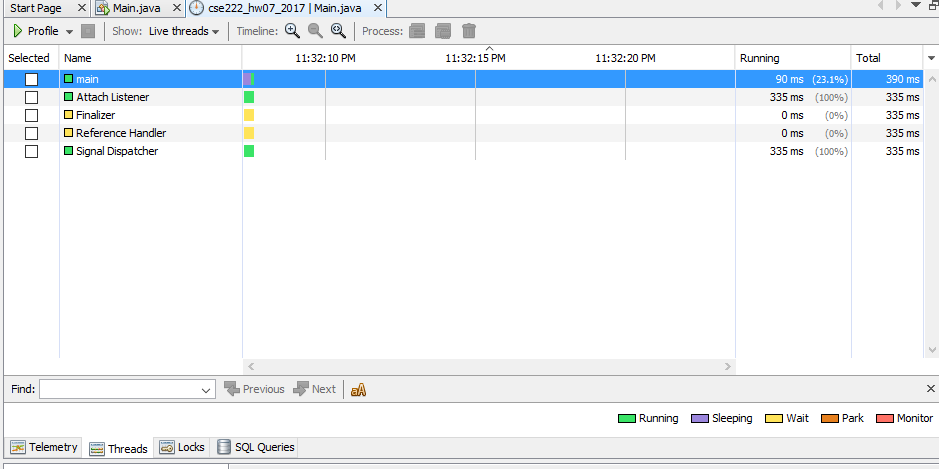 Start Page Main.java cse222_hw07_2017 | Main.java
Profile Show: Live threads Timeline: Process:
Selected Name 11:32:10 PM 11:32:15 PM 11:32:20 PM Running Total
main 90 ms (23.1%) 390 ms
Attach Listener 335 ms (100%) 335 ms
Finalizer 0 ms (0%) 335 ms
Reference Handler 0 ms (0%) 335 ms
Signal Dispatcher 335 ms (100%) 335 ms
Find: Previous Next aA
Running Sleeping Wait Park Monitor
Telemetry Threads Locks SQL Queries